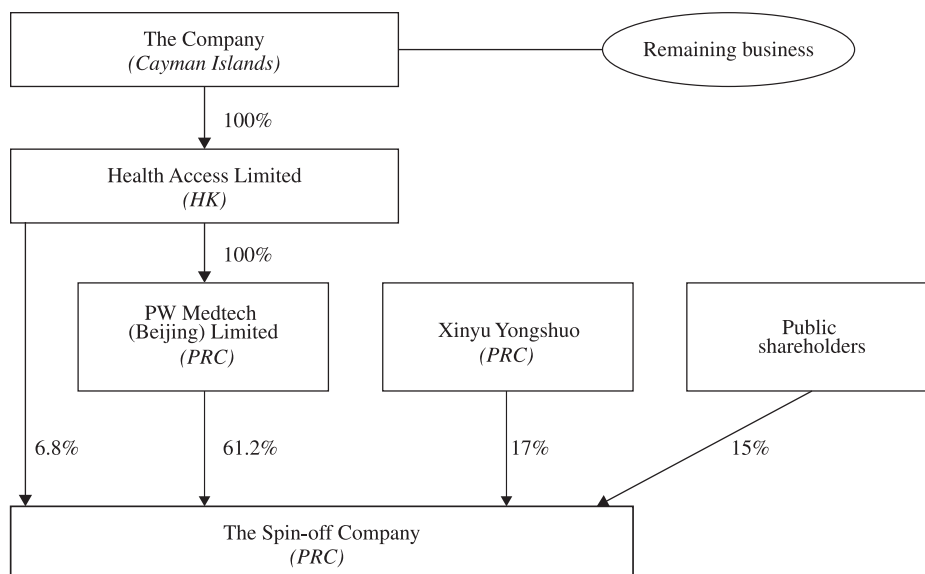 The Company
(Cayman Islands)
Remaining business
100%
Health Access Limited
(HK)
100%
PW Medtech
(Beijing) Limited
(PRC)
Xinyu Yongshuo
(PRC)
Public
shareholders
6.8%
61.2%
17%
15%
The Spin-off Company
(PRC)